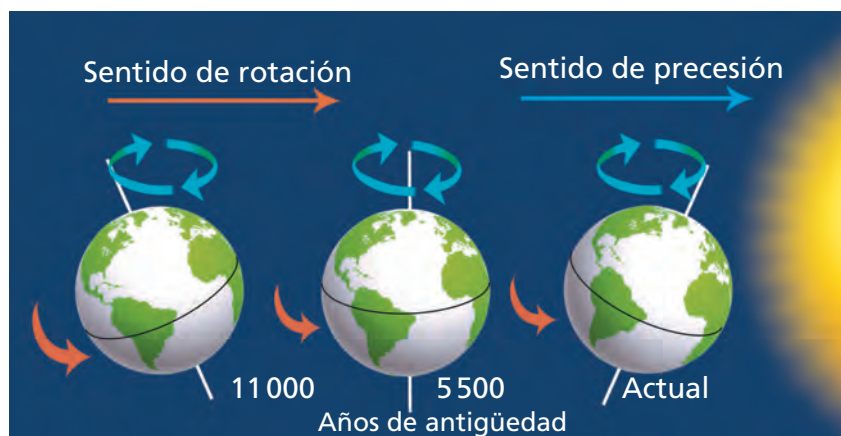 Sentido de rotación
Sentido de precesión
11 000
5 500
Actual
Años de antigüedad